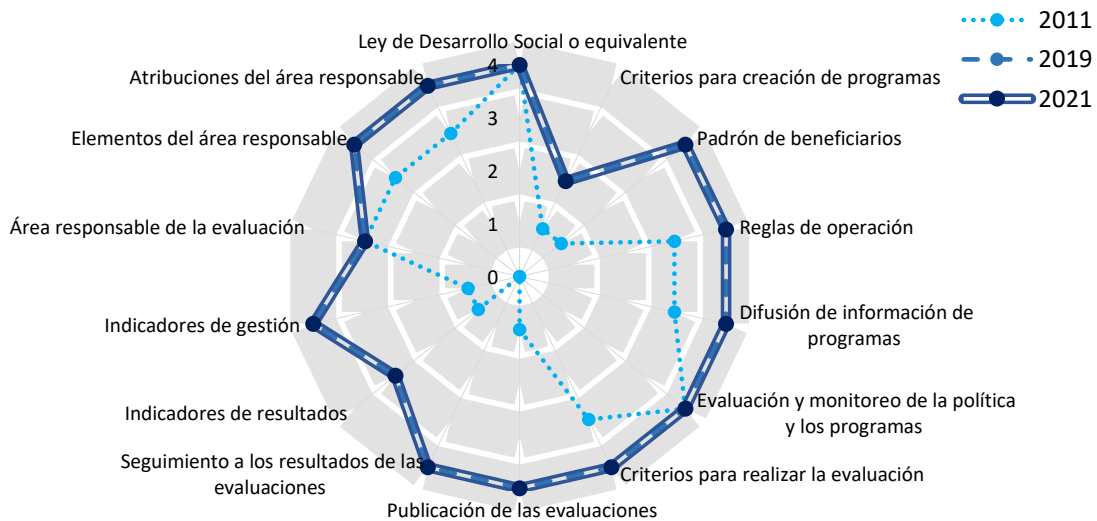 2011
2019
2021
Ley de Desarrollo Social o equivalente
Criterios para creación de programas
Padrón de beneficiarios
Reglas de operación
Difusión de información de
programas
Evaluación y monitoreo de la política
y los programas
Criterios para realizar la evaluación
Publicación de las evaluaciones
Seguimiento a los resultados de las
evaluaciones
Indicadores de resultados
Indicadores de gestión
Área responsable de la evaluación
Elementos del área responsable
Atribuciones del área responsable
4
3
2
1
0